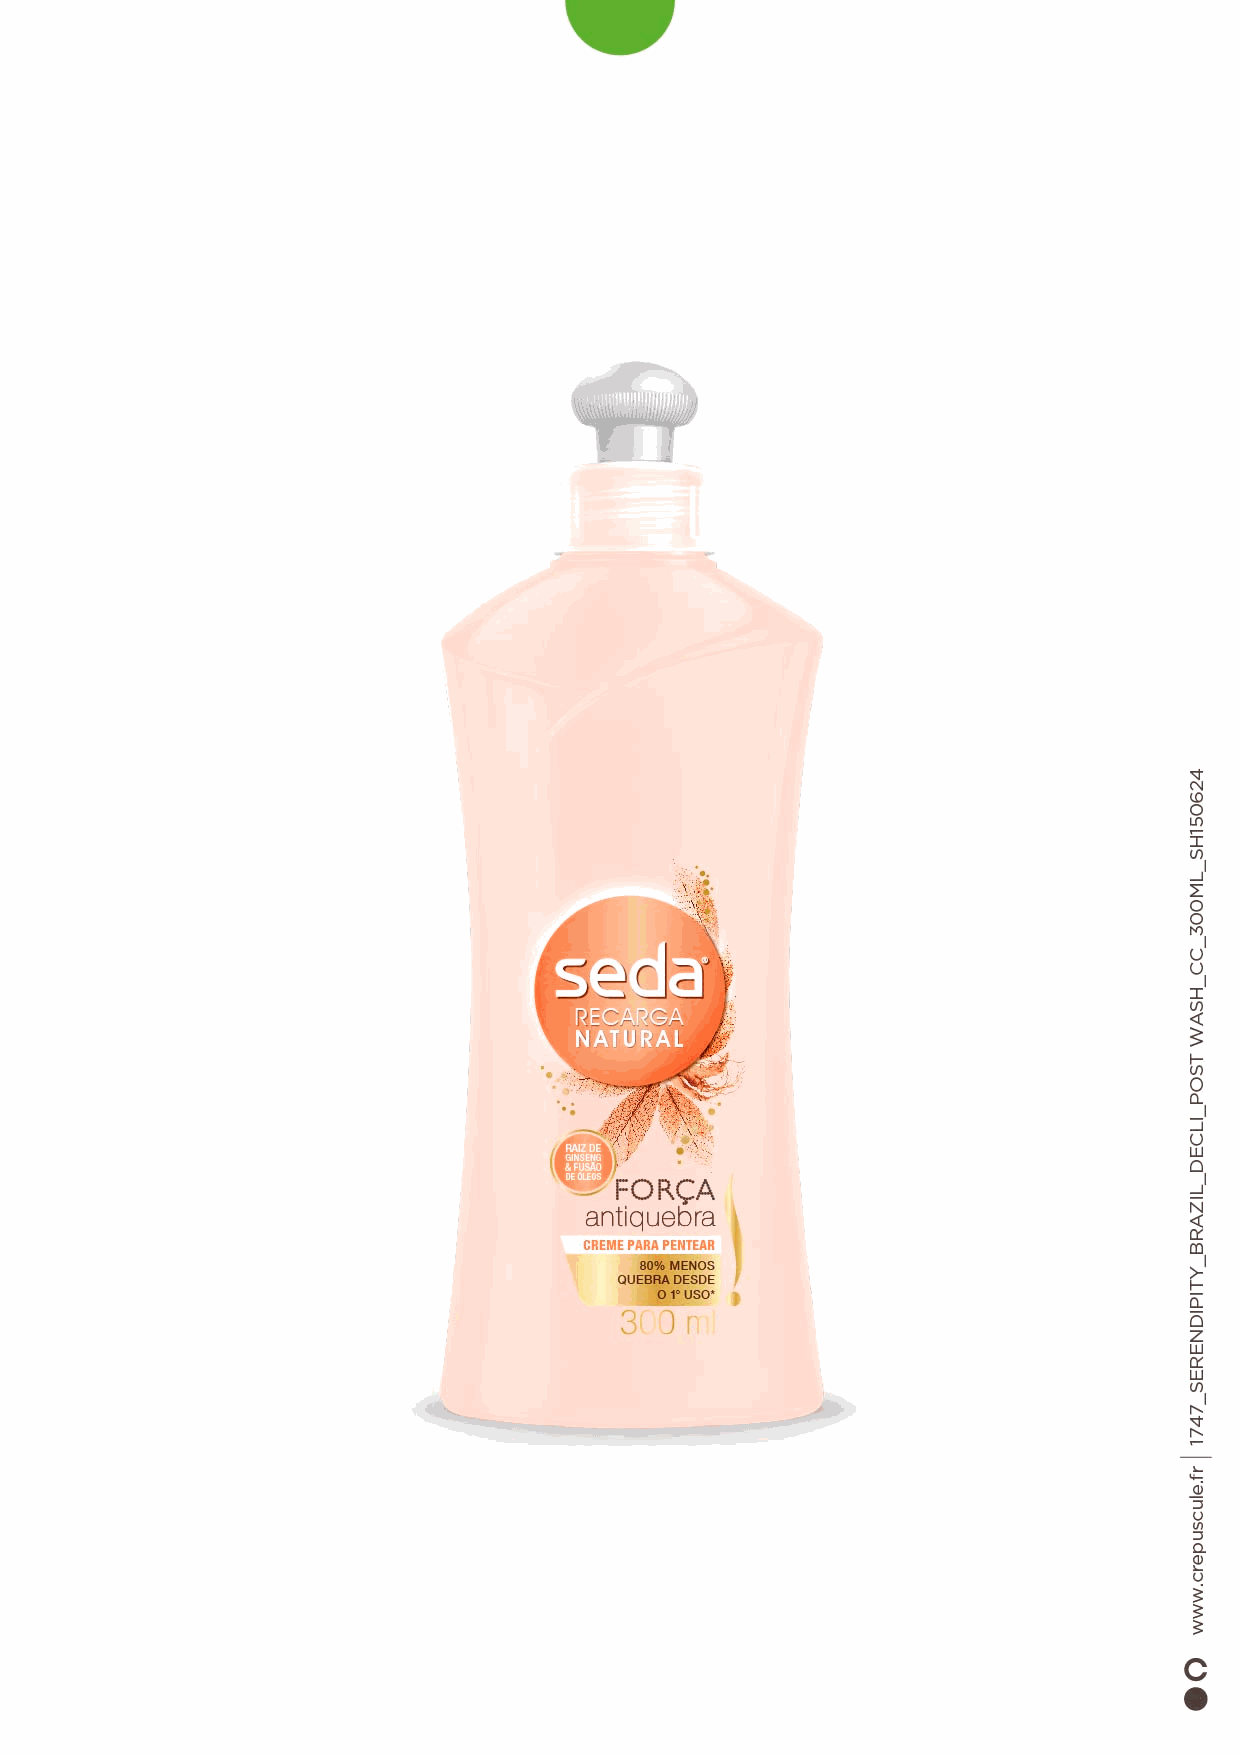 seda®
RECARGA
NATURAL
RAIZ DE
GINSENG
& FUSÃO
DE ÓLEOS
FORÇA
antiquebra
CREME PARA PENTEAR
80% MENOS
QUEBRA DESDE
O 1º USO*
300 ml
www.crepuscule.fr | 1747_SERENDIPITY_BRAZIL_DECLI_POST WASH_CC_300ML_SH150624